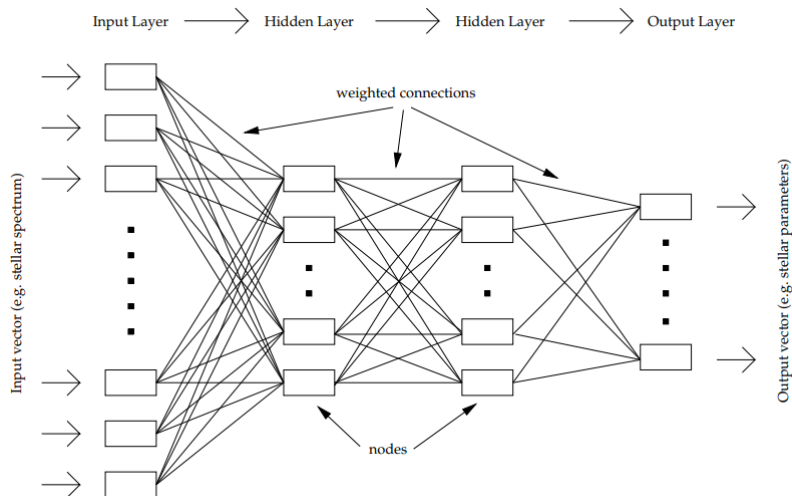 Input Layer
Hidden Layer
Hidden Layer
Output Layer
weighted connections
Input vector (e.g. stellar spectrum)
Output vector (e.g. stellar parameters)
nodes